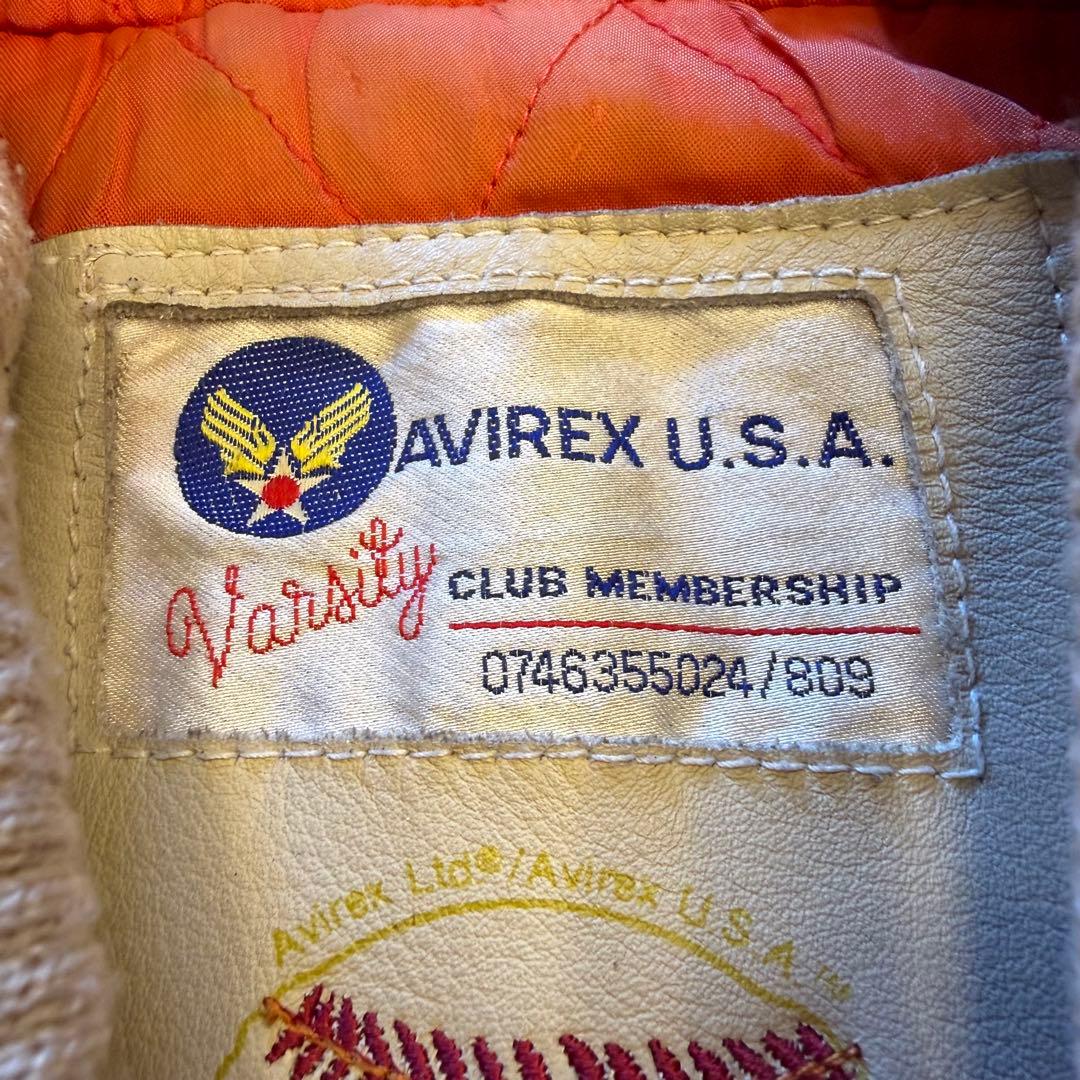 AVIREX U.S.A.
Varsity CLUB MEMBERSHIP
0746355024/809
Avirex Ltd®/Avirex U.S.A.™